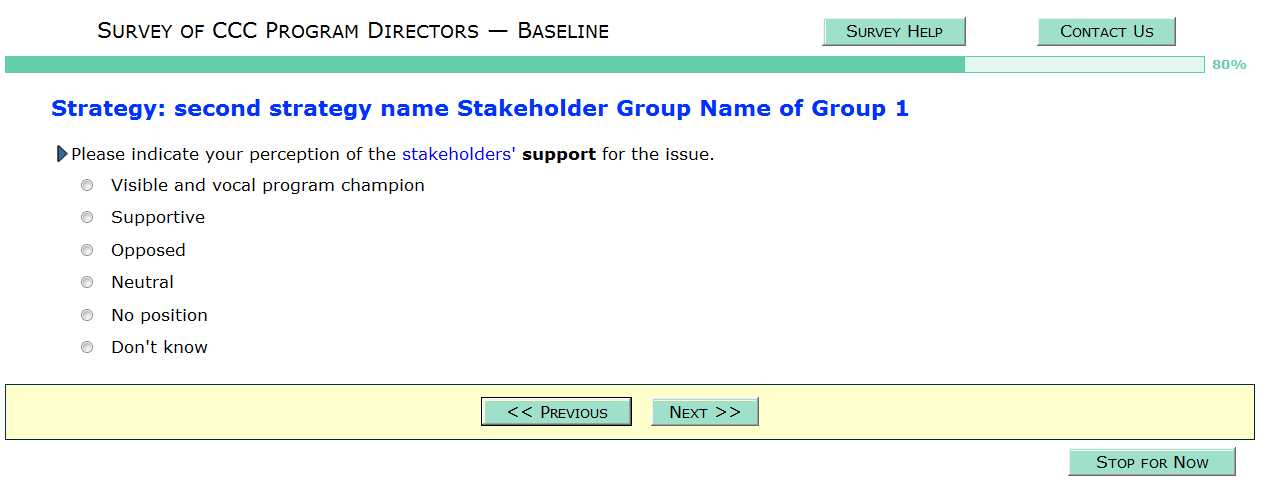 Survey of CCC Program Directors — Baseline
Survey Help
Contact Us
80%
Strategy: second strategy name Stakeholder Group Name of Group 1
Please indicate your perception of the stakeholders' support for the issue.
Visible and vocal program champion
Supportive
Opposed
Neutral
No position
Don't know
<< Previous
Next >>
Stop for Now